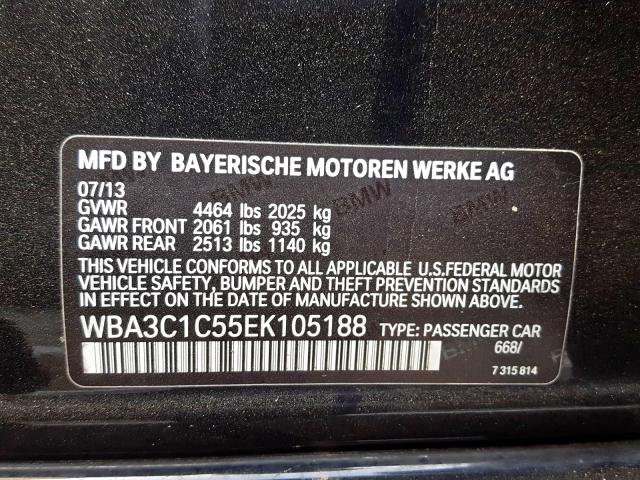 MFD BY BAYERISCHE MOTOREN WERKE AG
07/13
GVWR 4464 lbs 2025 kg
GAWR FRONT 2061 lbs 935 kg
GAWR REAR 2513 lbs 1140 kg
THIS VEHICLE CONFORMS TO ALL APPLICABLE U.S.FEDERAL MOTOR
VEHICLE SAFETY, BUMPER AND THEFT PREVENTION STANDARDS
IN EFFECT ON THE DATE OF MANUFACTURE SHOWN ABOVE.
WBA3C1C55EK105188 TYPE: PASSENGER CAR
668/
7 315 814
BMW
BMW